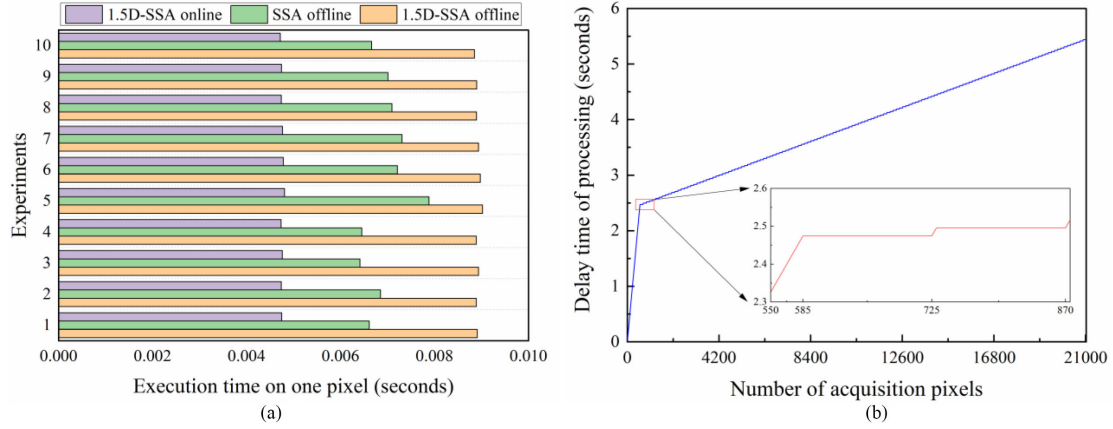 1.5D-SSA online
SSA offline
1.5D-SSA offline
Experiments
10
9
8
7
6
5
4
3
2
1
0.000 0.002 0.004 0.006 0.008 0.010
Execution time on one pixel (seconds)
(a)
Delay time of processing (seconds)
6
5
4
3
2
1
0
2.6
2.5
2.4
2.3
550 585 725 870
0 4200 8400 12600 16800 21000
Number of acquisition pixels
(b)